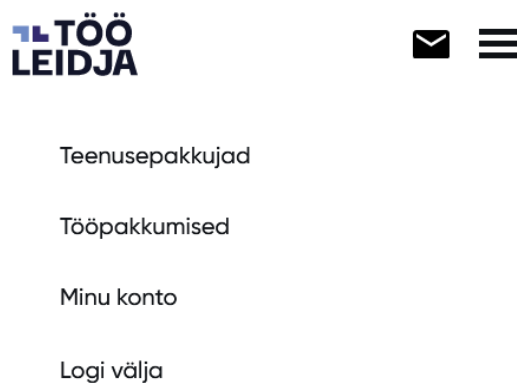 TÖÖ
LEIDJA
Teenusepakkujad
Tööpakkumised
Minu konto
Logi välja